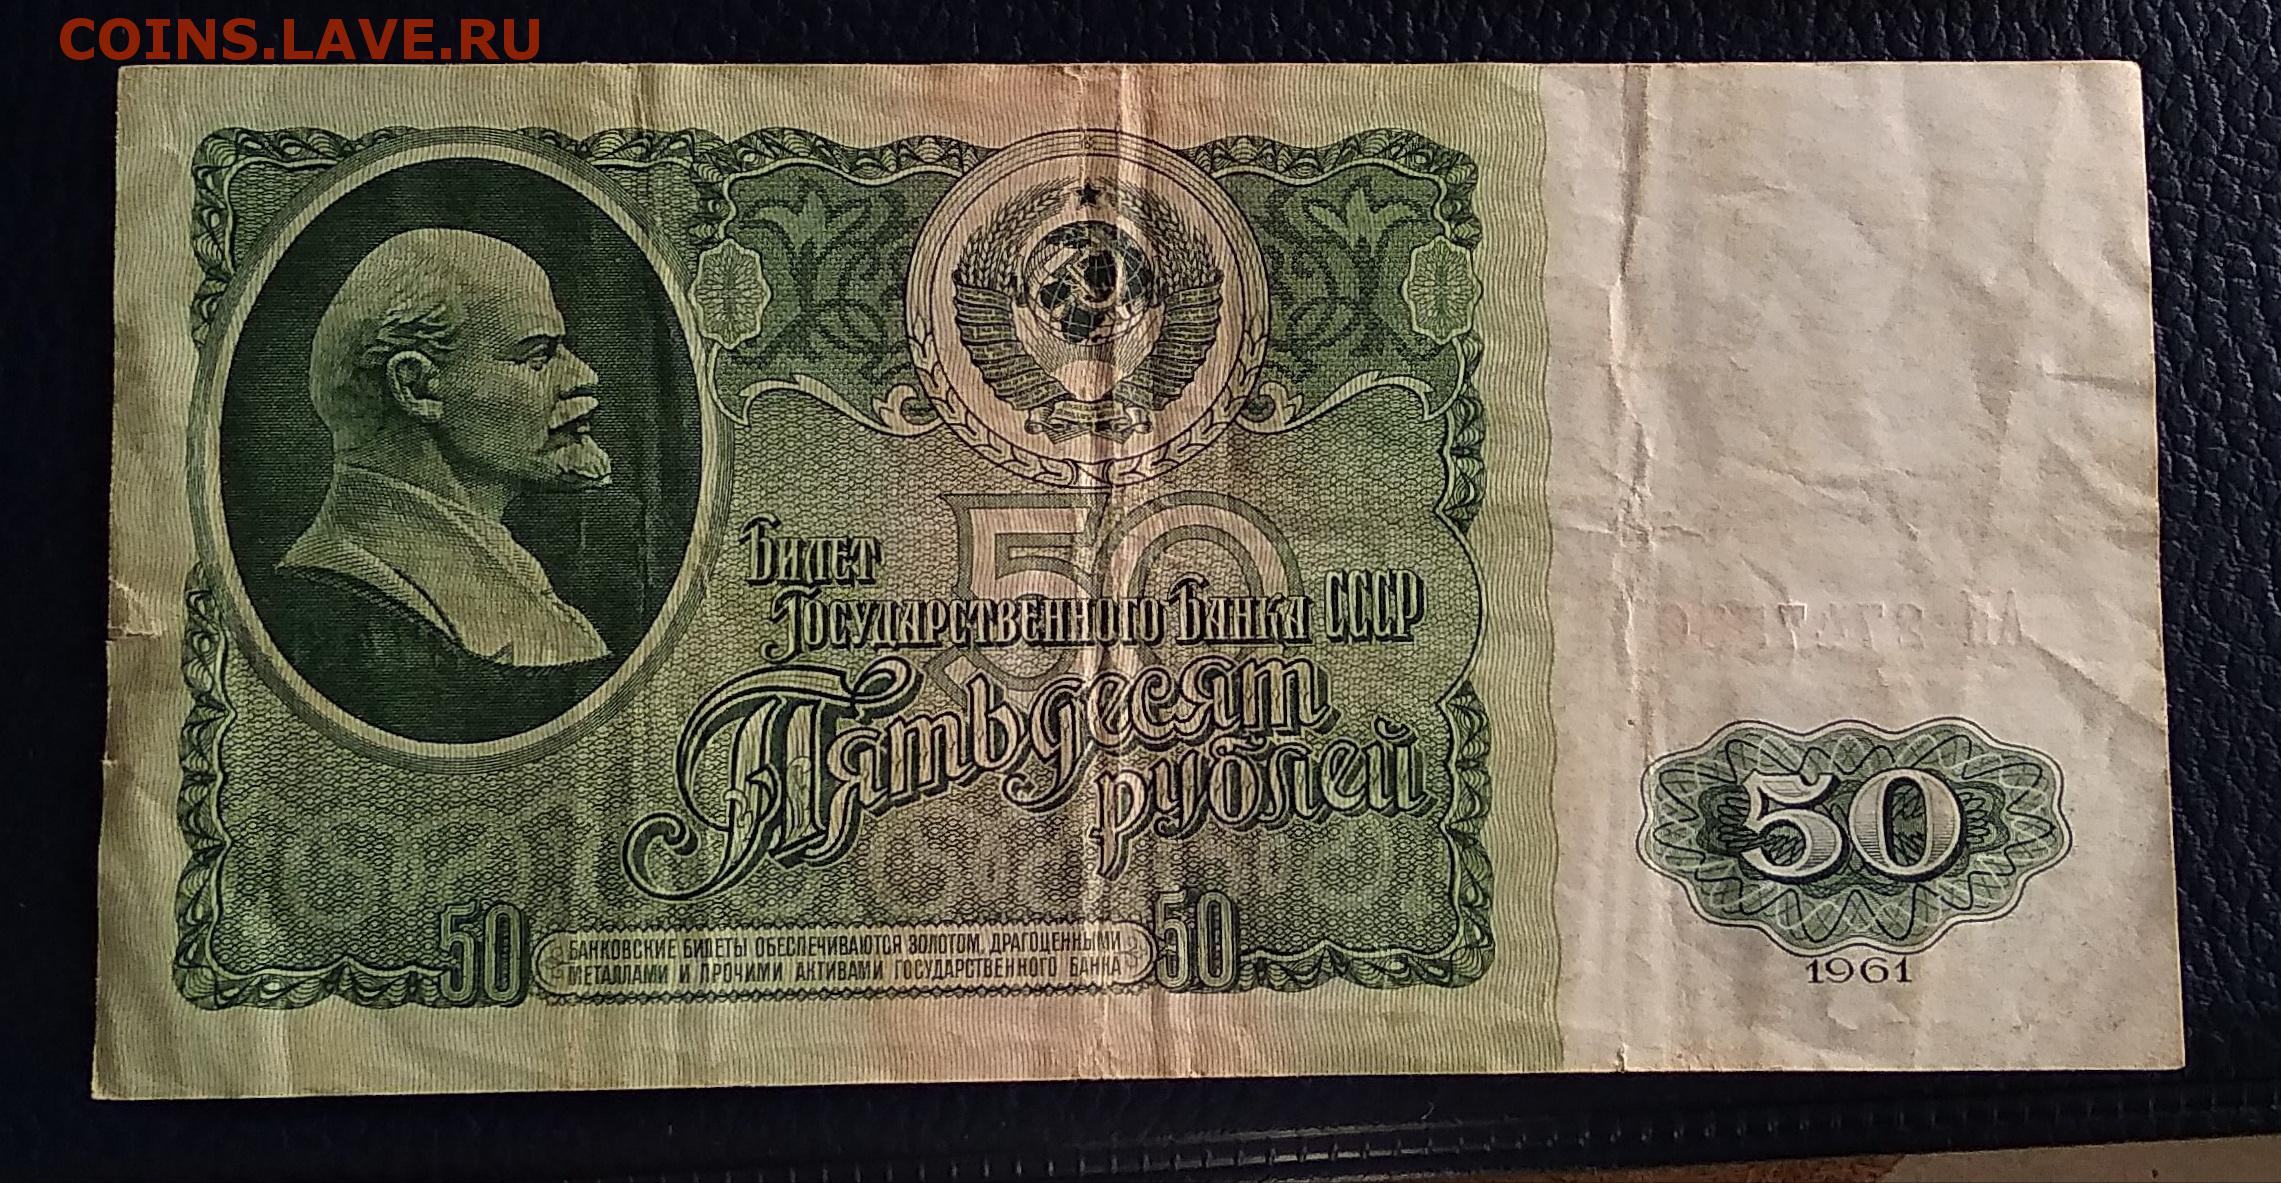 COINS.LAVE.RU
50
Билет
Государственного Банка СССР
Пятьдесят
рублей
50
БАНКОВСКИЕ БИЛЕТЫ ОБЕСПЕЧИВАЮТСЯ ЗОЛОТОМ, ДРАГОЦЕННЫМИ
МЕТАЛЛАМИ И ПРОЧИМИ АКТИВАМИ ГОСУДАРСТВЕННОГО БАНКА
50
50
1961